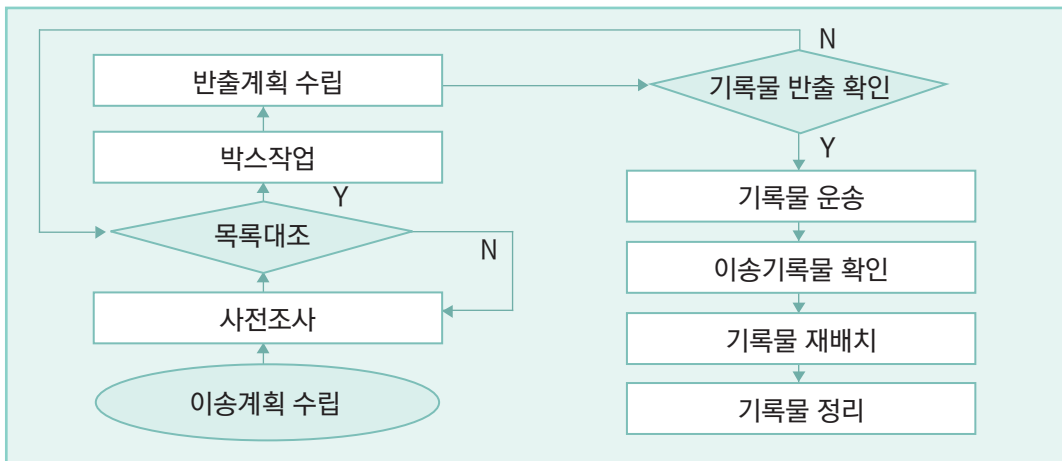 N
반출계획 수립
기록물 반출 확인
박스작업
Y
Y
기록물 운송
목록대조
N
이송기록물 확인
사전조사
기록물 재배치
이송계획 수립
기록물 정리